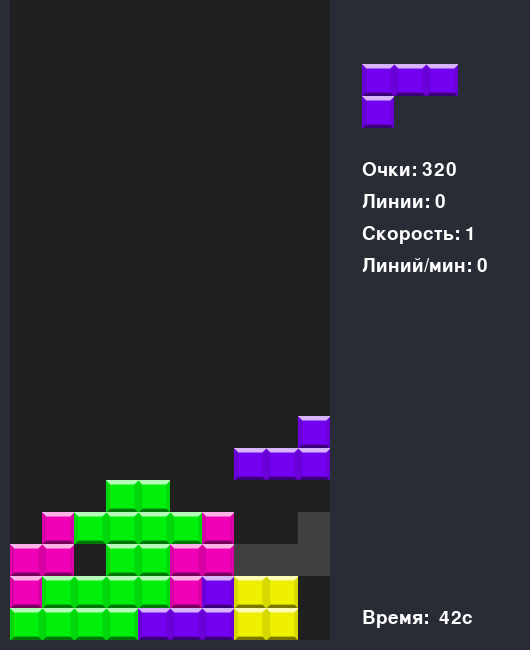 Очки: 320
Линии: 0
Скорость: 1
Линий/мин: 0
Время: 42с